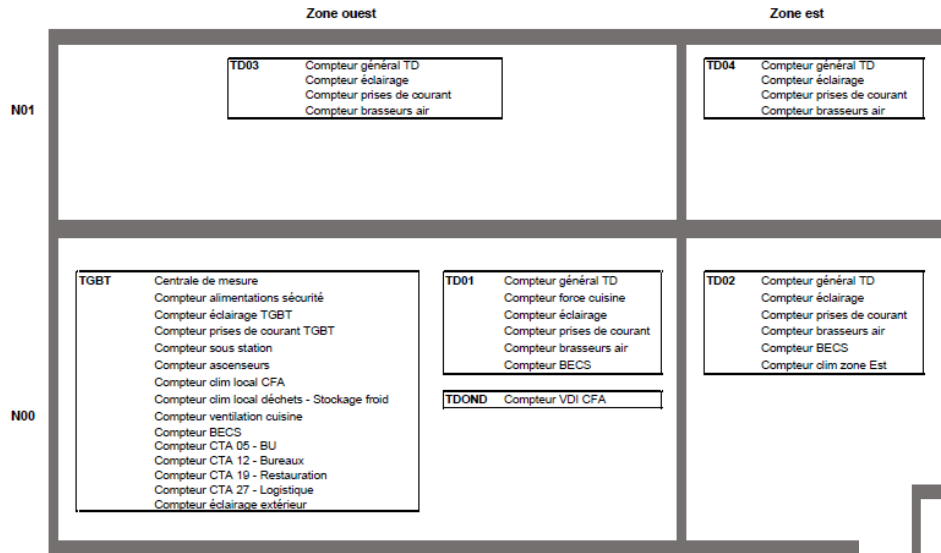 Zone ouest
Zone est
N01
TD03 Compteur général TD
Compteur éclairage
Compteur prises de courant
Compteur brasseurs air
TD04 Compteur général TD
Compteur éclairage
Compteur prises de courant
Compteur brasseurs air
N00
TGBT Centrale de mesure
Compteur alimentations sécurité
Compteur éclairage TGBT
Compteur prises de courant TGBT
Compteur sous station
Compteur ascenseurs
Compteur clim local CFA
Compteur clim local déchets - Stockage froid
Compteur ventilation cuisine
Compteur BECS
Compteur CTA 05 - BU
Compteur CTA 12 - Bureaux
Compteur CTA 19 - Restauration
Compteur CTA 27 - Logistique
Compteur éclairage extérieur
TD01 Compteur général TD
Compteur force cuisine
Compteur éclairage
Compteur prises de courant
Compteur brasseurs air
Compteur BECS
TDOND Compteur VDI CFA
TD02 Compteur général TD
Compteur éclairage
Compteur prises de courant
Compteur brasseurs air
Compteur BECS
Compteur clim zone Est